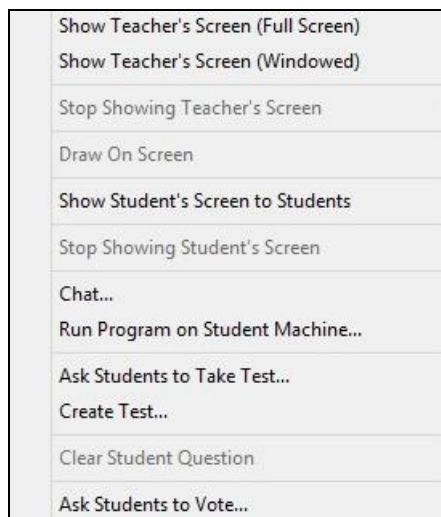 Show Teacher's Screen (Full Screen)
Show Teacher's Screen (Windowed)
Stop Showing Teacher's Screen
Draw On Screen
Show Student's Screen to Students
Stop Showing Student's Screen
Chat...
Run Program on Student Machine...
Ask Students to Take Test...
Create Test...
Clear Student Question
Ask Students to Vote...